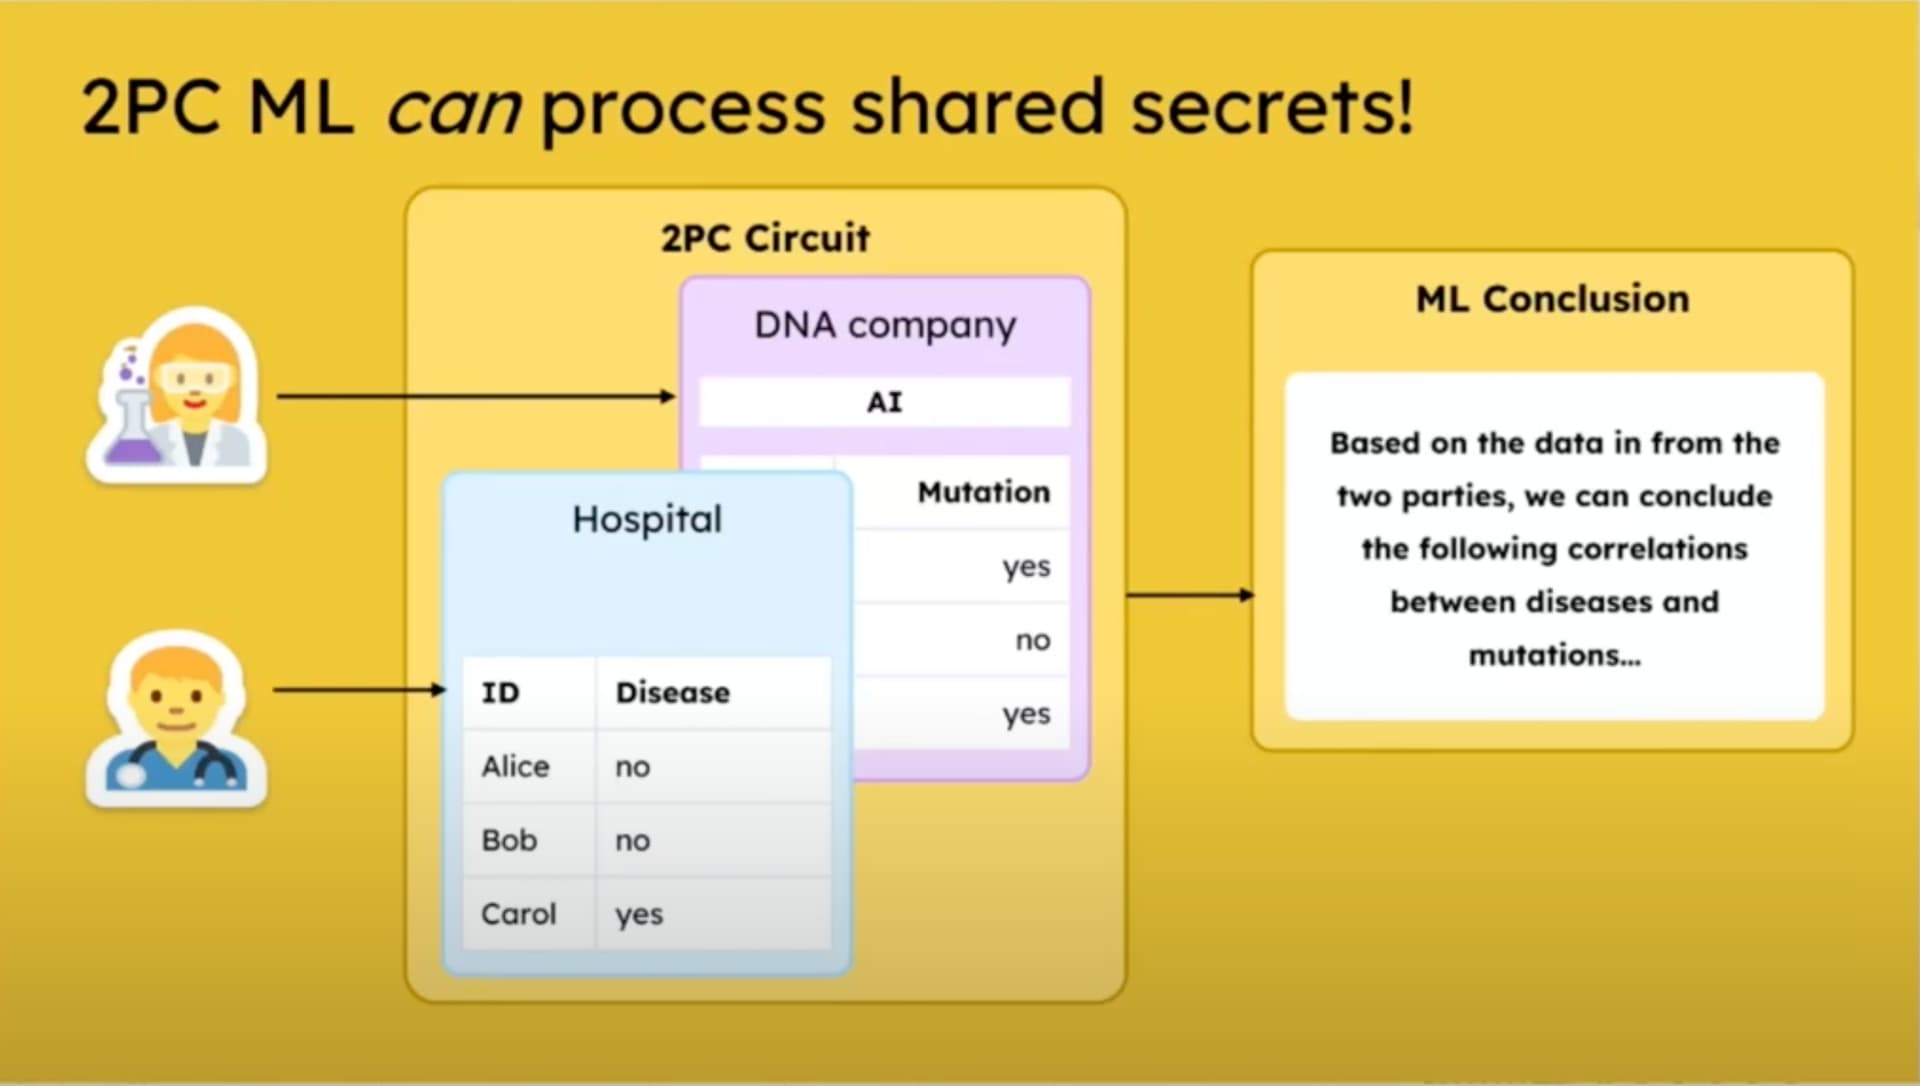 2PC ML can process shared secrets!
2PC Circuit
DNA company
AI
Mutation
yes
no
yes
Hospital
ID Disease
Alice no
Bob no
Carol yes
ML Conclusion
Based on the data in from the
two parties, we can conclude
the following correlations
between diseases and
mutations...